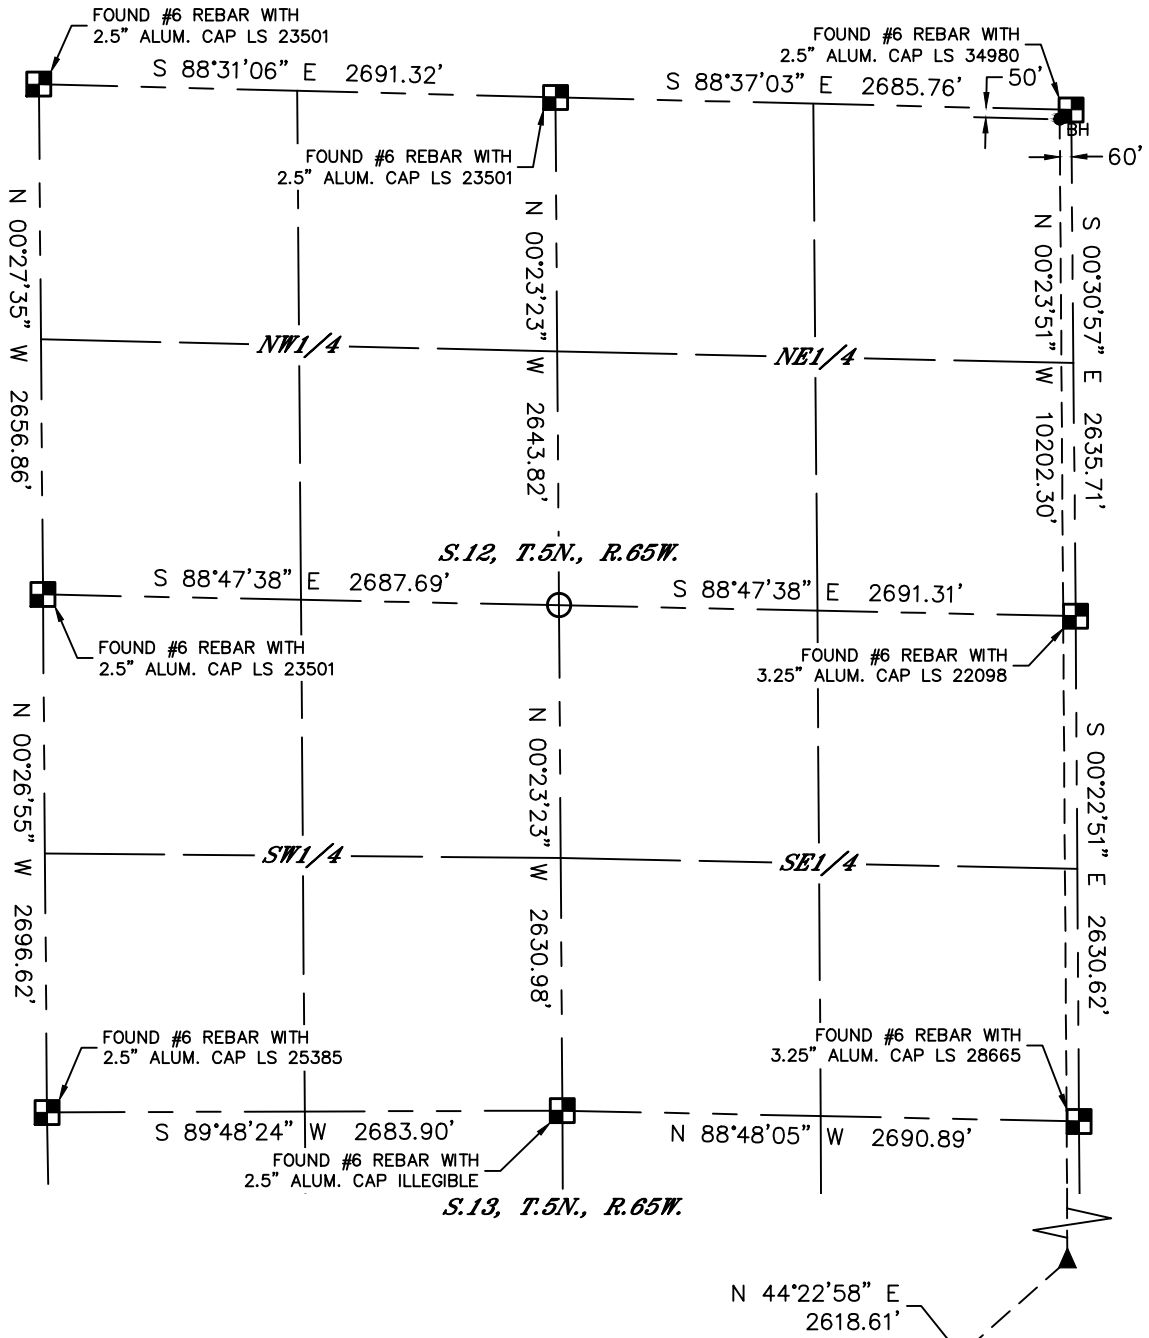 FOUND #6 REBAR WITH
2.5” ALUM. CAP LS 23501
FOUND #6 REBAR WITH
2.5” ALUM. CAP LS 34980
S 88°31’06” E 2691.32’
S 88°37’03” E 2685.76’
50’
BH
60’
FOUND #6 REBAR WITH
2.5” ALUM. CAP LS 23501
N 00°27’35” W 2656.86’
N 00°23’23” W 2643.82’
N 00°23’51” W 10202.30’
S 00°30’57” E 2635.71’
NW1/4
NE1/4
S.12, T.5N., R.65W.
S 88°47’38” E 2687.69’
S 88°47’38” E 2691.31’
FOUND #6 REBAR WITH
2.5” ALUM. CAP LS 23501
FOUND #6 REBAR WITH
3.25” ALUM. CAP LS 22098
N 00°26’55” W 2696.62’
N 00°23’23” W 2630.98’
S 00°22’51” E 2630.62’
SW1/4
SE1/4
FOUND #6 REBAR WITH
2.5” ALUM. CAP LS 25385
FOUND #6 REBAR WITH
3.25” ALUM. CAP LS 28665
S 89°48’24” W 2683.90’
N 88°48’05” W 2690.89’
FOUND #6 REBAR WITH
2.5” ALUM. CAP ILLEGIBLE
S.13, T.5N., R.65W.
N 44°22’58” E
2618.61’